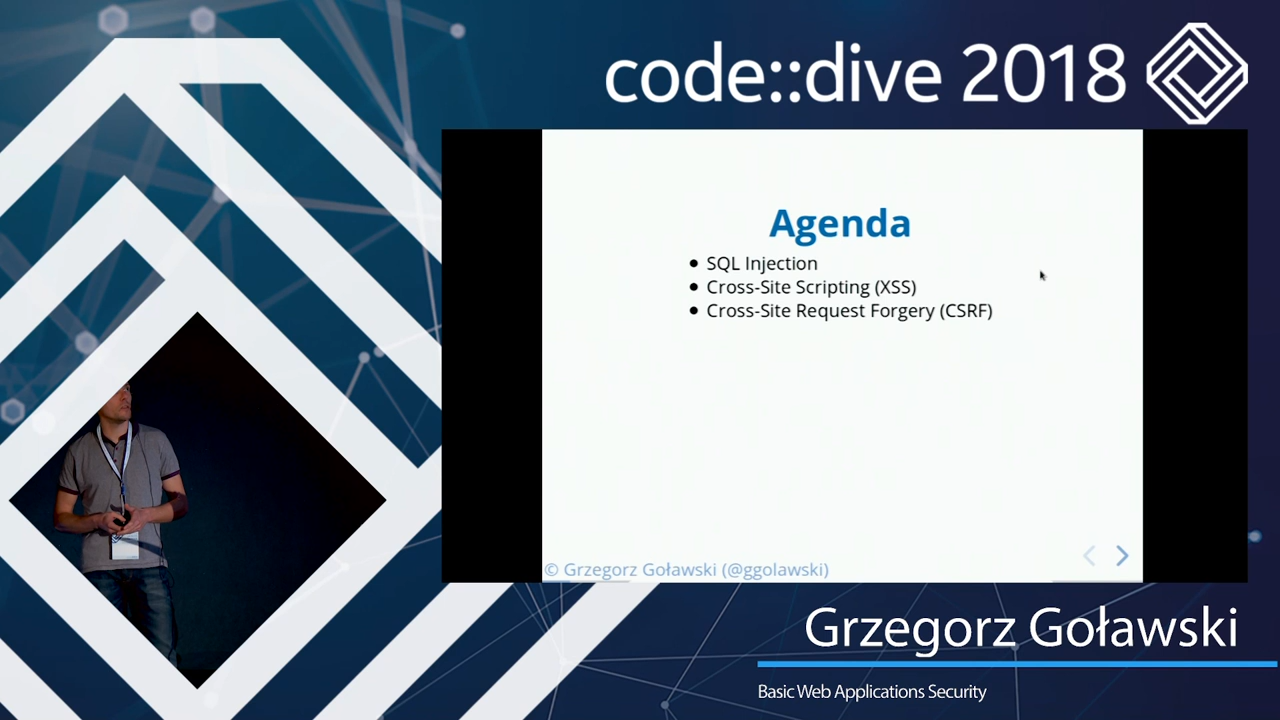 code::dive 2018
Agenda
SQL Injection
Cross-Site Scripting (XSS)
Cross-Site Request Forgery (CSRF)
© Grzegorz Goławski (@ggolawski)
Grzegorz Goławski
Basic Web Applications Security